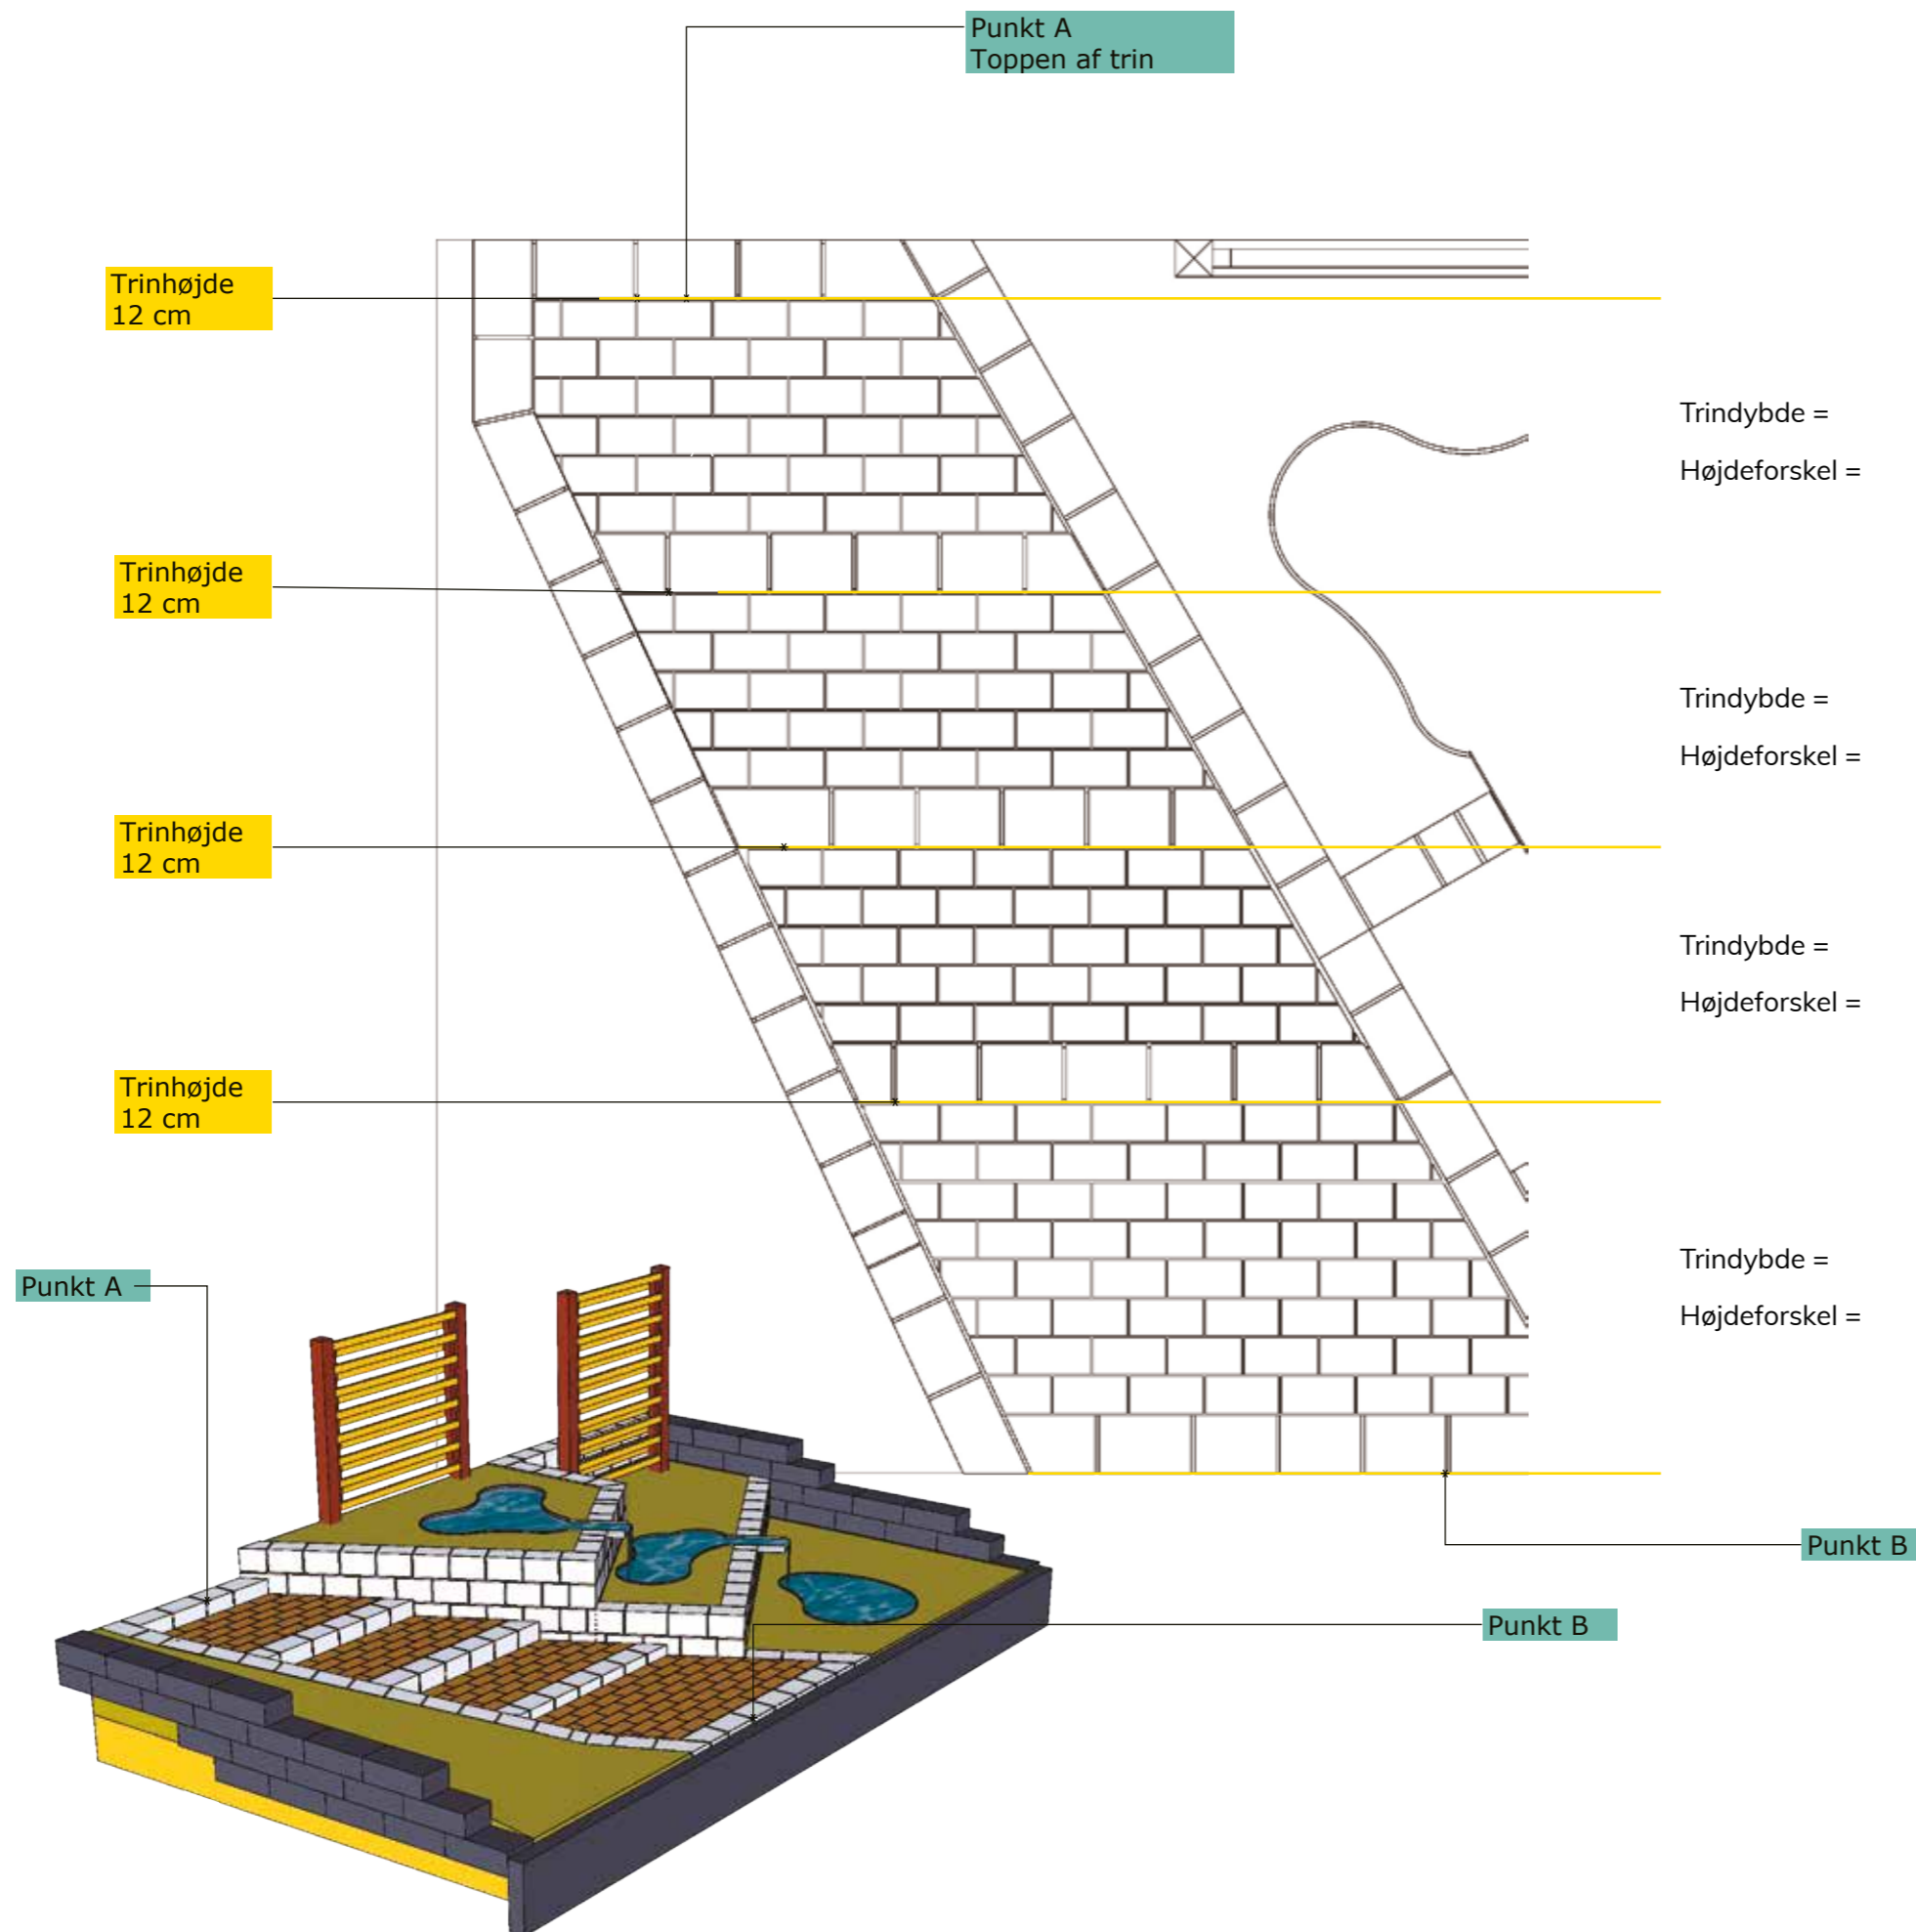 Punkt A
Toppen af trin
Trinhøjde
12 cm
Trindybde =
Højdeforskel =
Trinhøjde
12 cm
Trindybde =
Højdeforskel =
Trinhøjde
12 cm
Trindybde =
Højdeforskel =
Trinhøjde
12 cm
Trindybde =
Højdeforskel =
Punkt A
Punkt B
Punkt B